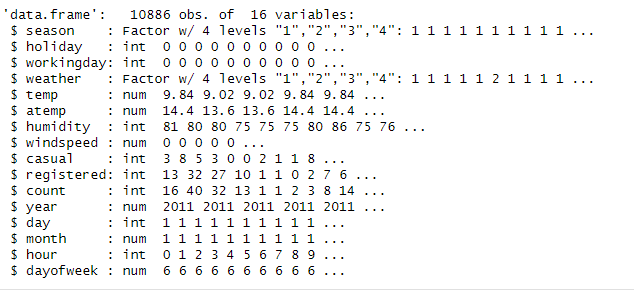 'data.frame':   10886 obs. of  16 variables:
 $ season    : Factor w/ 4 levels "1","2","3","4": 1 1 1 1 1 1 1 1 1 1 ...
 $ holiday   : int  0 0 0 0 0 0 0 0 0 0 ...
 $ workingday: int  0 0 0 0 0 0 0 0 0 0 ...
 $ weather   : Factor w/ 4 levels "1","2","3","4": 1 1 1 1 1 2 1 1 1 1 ...
 $ temp      : num  9.84 9.02 9.02 9.84 9.84 ...
 $ atemp     : num  14.4 13.6 13.6 14.4 14.4 ...
 $ humidity  : int  81 80 80 75 75 75 80 86 75 76 ...
 $ windspeed : num  0 0 0 0 0 ...
 $ casual    : int  3 8 5 3 0 0 2 1 1 8 ...
 $ registered: int  13 32 27 10 1 1 0 2 7 6 ...
 $ count     : int  16 40 32 13 1 1 2 3 8 14 ...
 $ year      : num  2011 2011 2011 2011 2011 ...
 $ day       : int  1 1 1 1 1 1 1 1 1 1 ...
 $ month     : num  1 1 1 1 1 1 1 1 1 1 ...
 $ hour      : int  0 1 2 3 4 5 6 7 8 9 ...
 $ dayofweek : num  6 6 6 6 6 6 6 6 6 6 ...